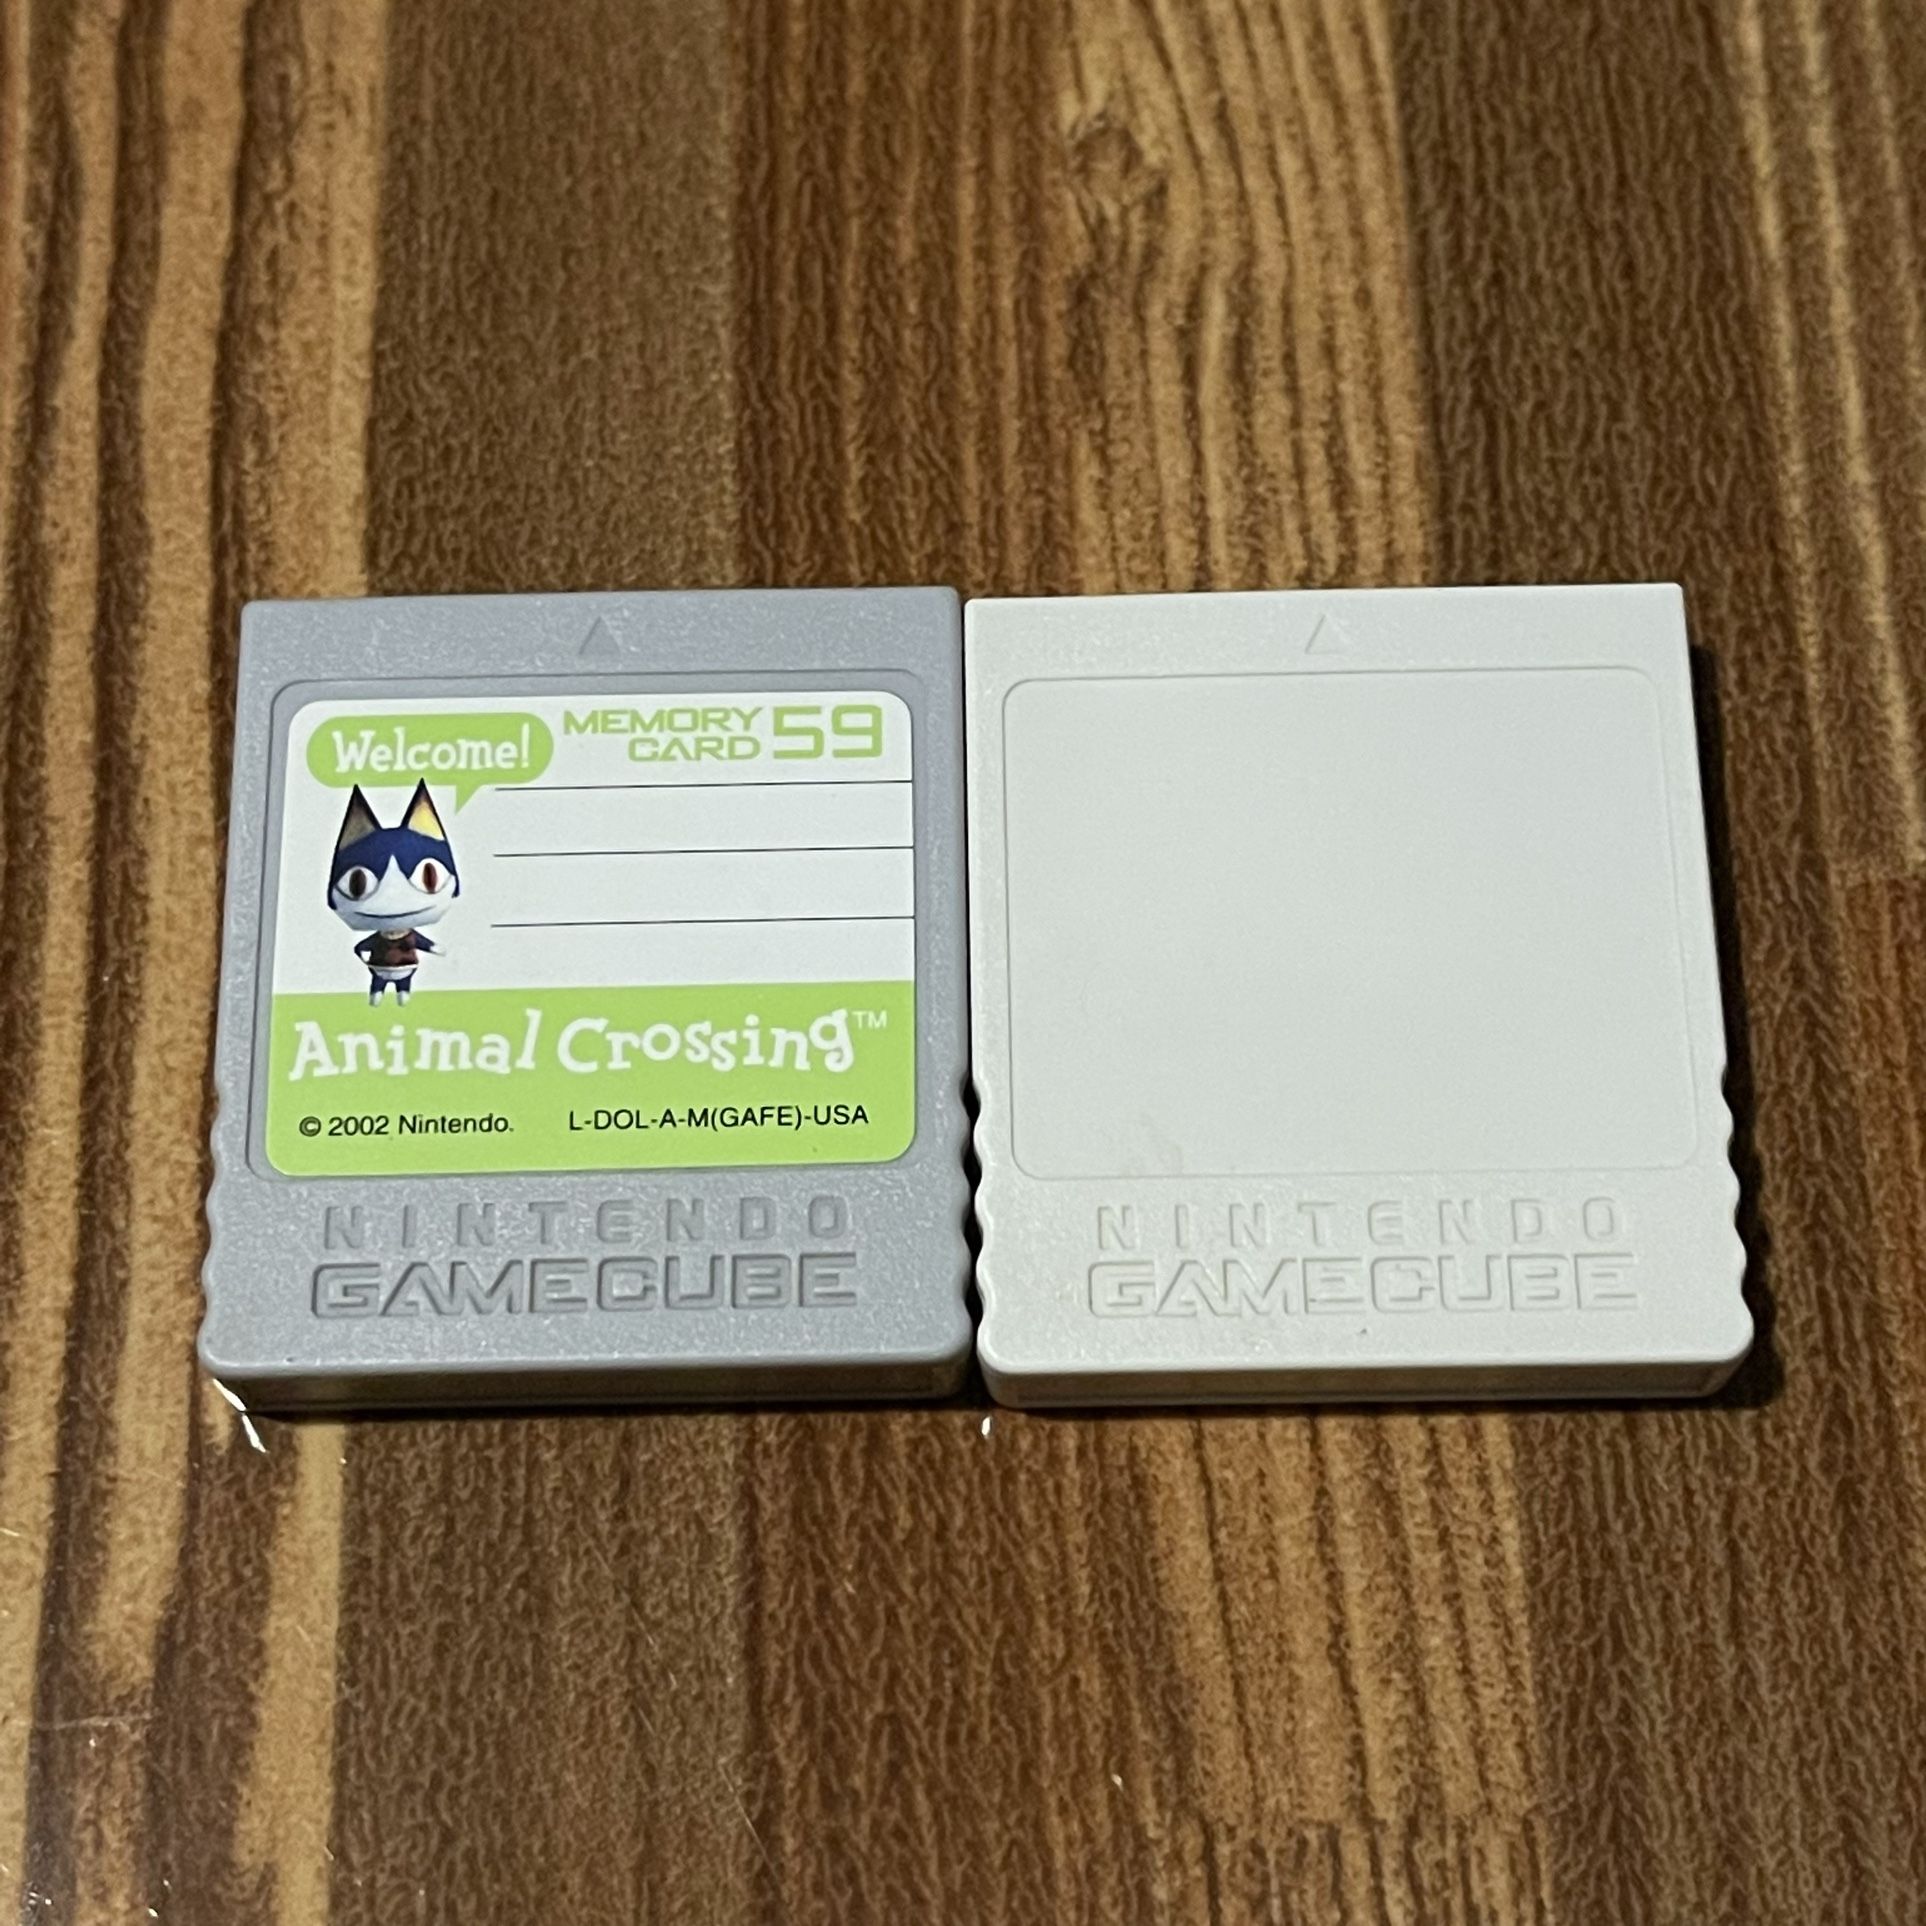 Welcome!
MEMORY
CARD 59
Animal Crossing™
© 2002 Nintendo. L-DOL-A-M(GAFE)-USA
NINTENDO
GAMECUBE
NINTENDO
GAMECUBE